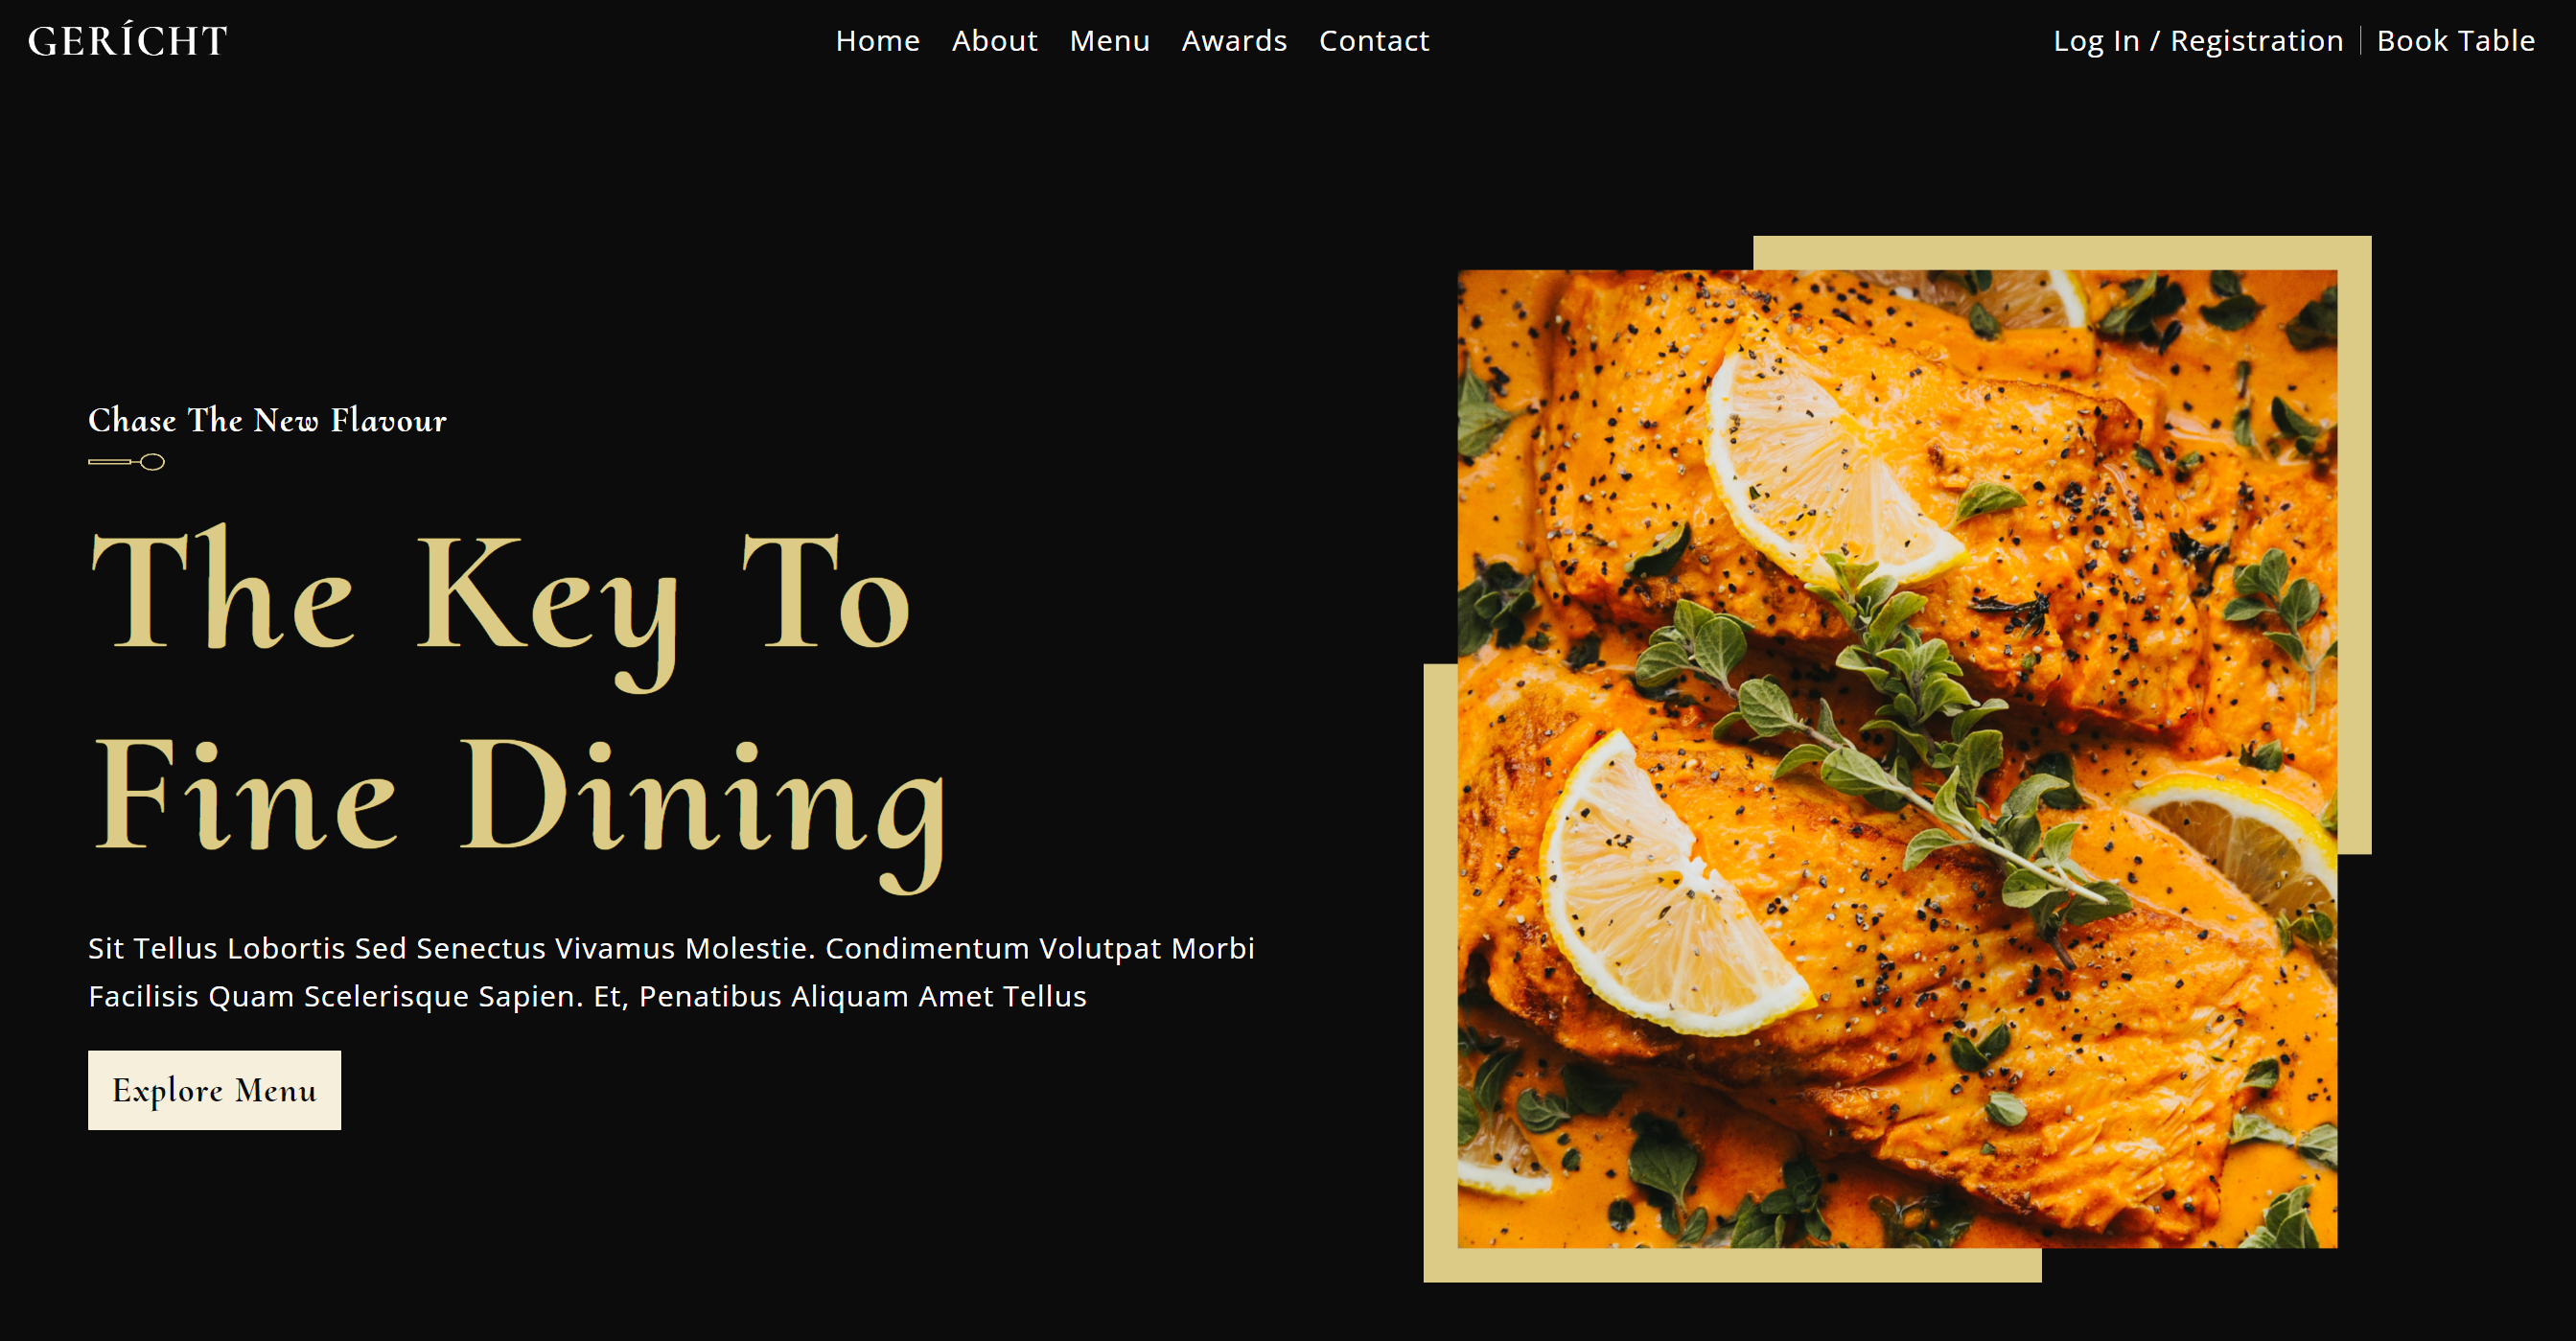 GERÍCHT
Home About Menu Awards Contact
Log In / Registration Book Table
Chase The New Flavour
The Key To
Fine Dining
Sit Tellus Lobortis Sed Senectus Vivamus Molestie. Condimentum Volutpat Morbi
Facilisis Quam Scelerisque Sapien. Et, Penatibus Aliquam Amet Tellus
Explore Menu